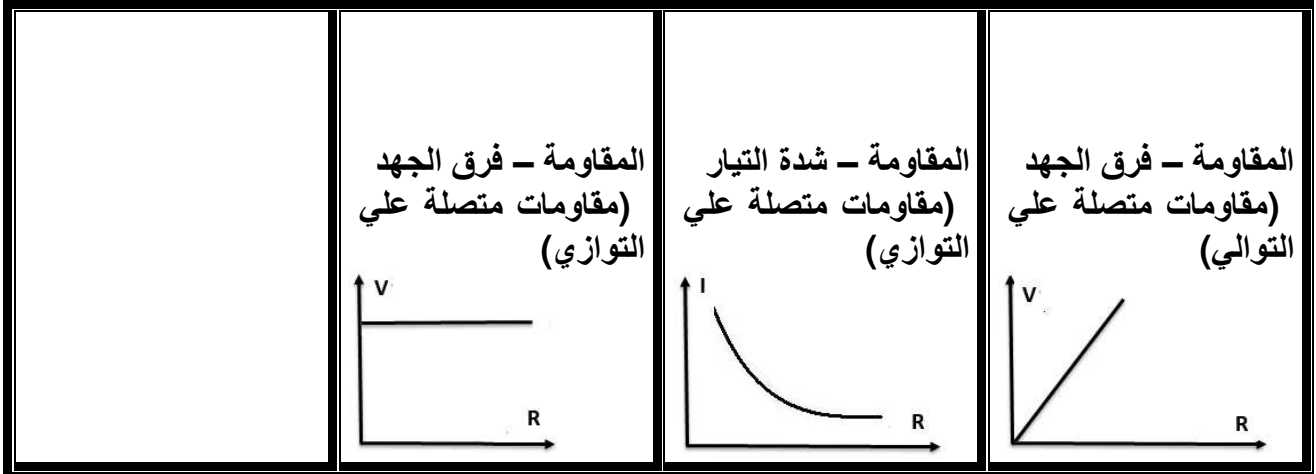 المقاومة – فرق الجهد
(مقاومات متصلة علي
التوالي)
V
R
المقاومة – شدة التيار
(مقاومات متصلة علي
التوازي)
I
R
المقاومة – فرق الجهد
(مقاومات متصلة علي
التوازي)
V
R